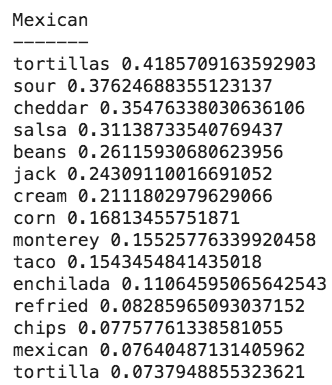 Mexican
-------
tortillas 0.4185709163592903
sour 0.37624688355123137
cheddar 0.35476338030636106
salsa 0.31138733540769437
beans 0.26115930680623956
jack 0.24309110016691052
cream 0.2111802979629066
corn 0.16813455751871
monterey 0.15525776339920458
taco 0.1543454841435018
enchilada 0.11064595065642543
refried 0.08285965093037152
chips 0.07757761338581055
mexican 0.07640487131405962
tortilla 0.0737948855323621